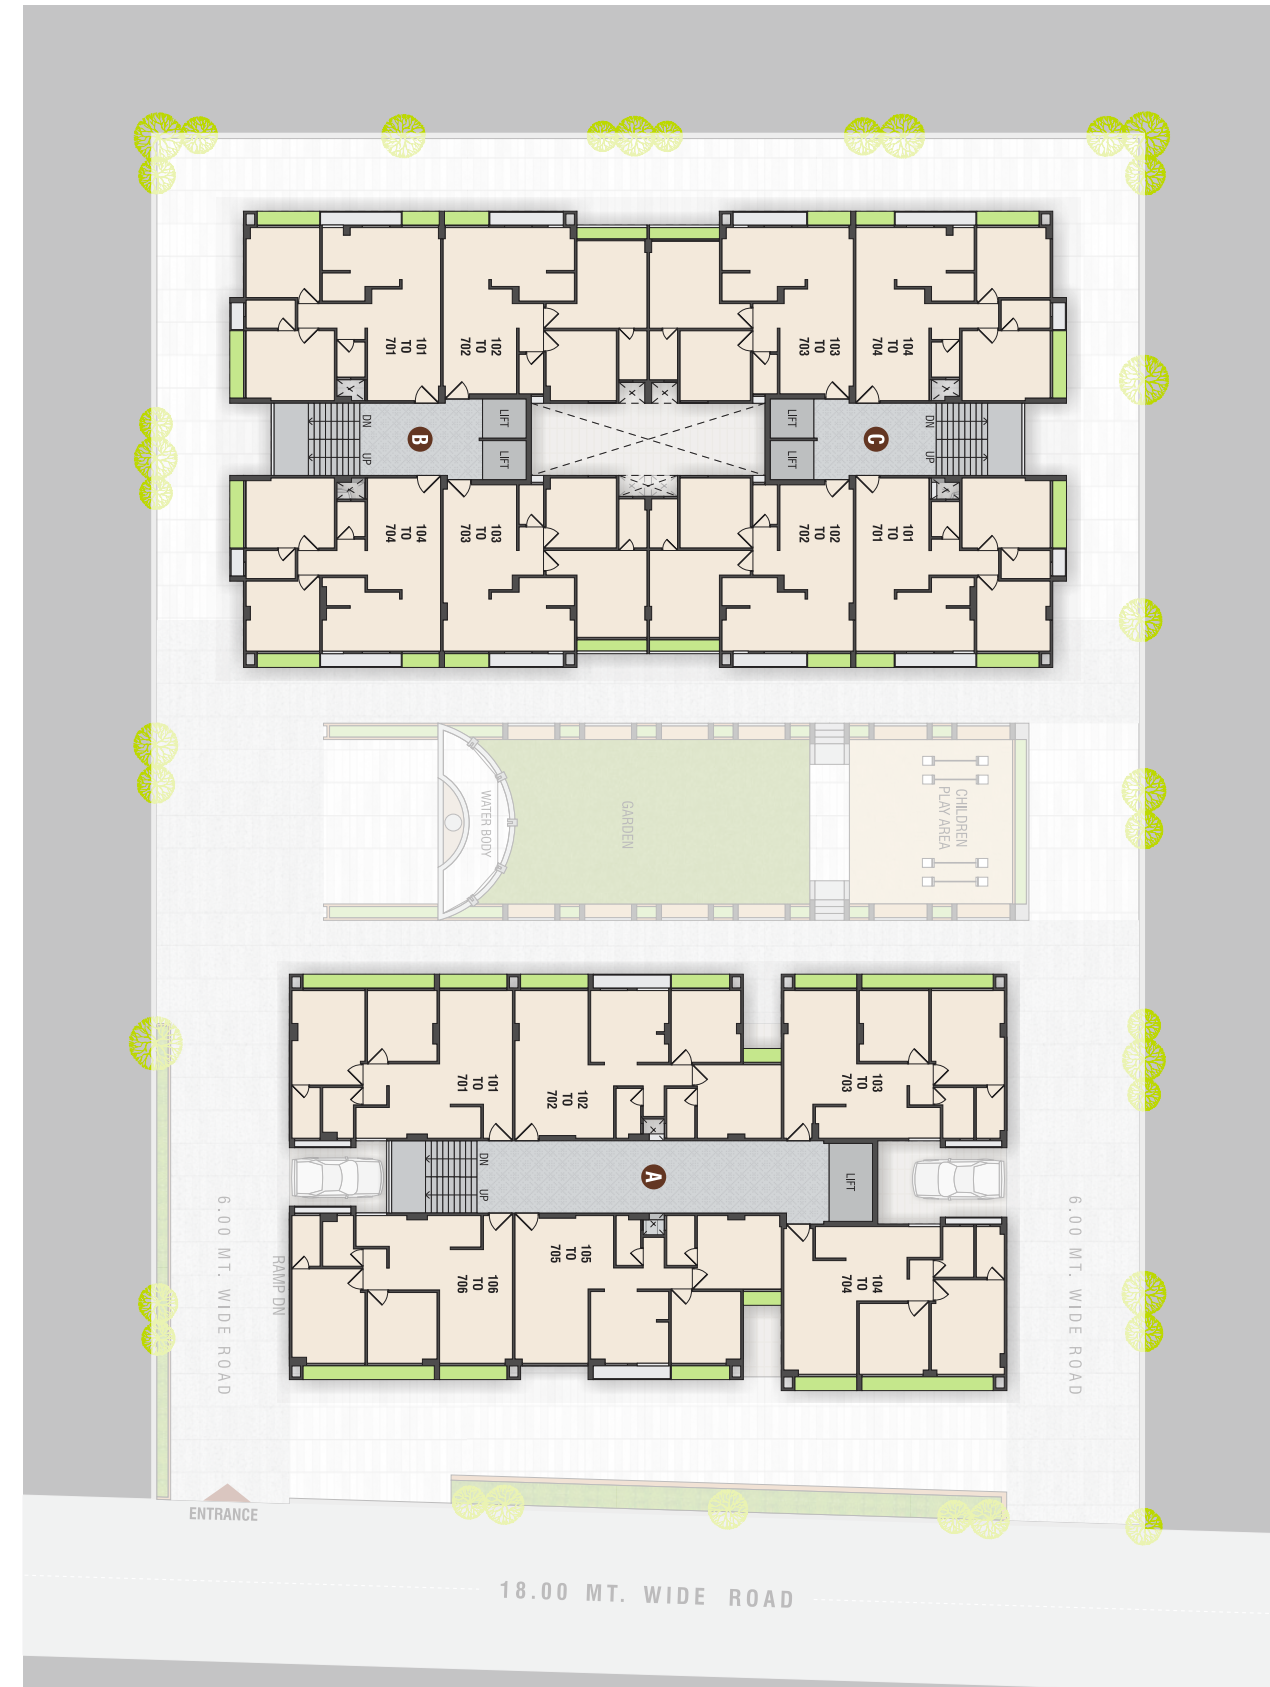 101
TO
701
102
TO
702
103
TO
703
104
TO
704
DN
UP
B
LIFT
LIFT
LIFT
LIFT
C
DN
UP
104
TO
704
103
TO
703
102
TO
702
101
TO
701
WATER BODY
GARDEN
CHILDREN
PLAY AREA
101
TO
701
102
TO
702
103
TO
703
DN
UP
A
LIFT
106
TO
706
105
TO
705
104
TO
704
6.00 MT. WIDE ROAD
RAMP DN
6.00 MT. WIDE ROAD
ENTRANCE
18.00 MT. WIDE ROAD